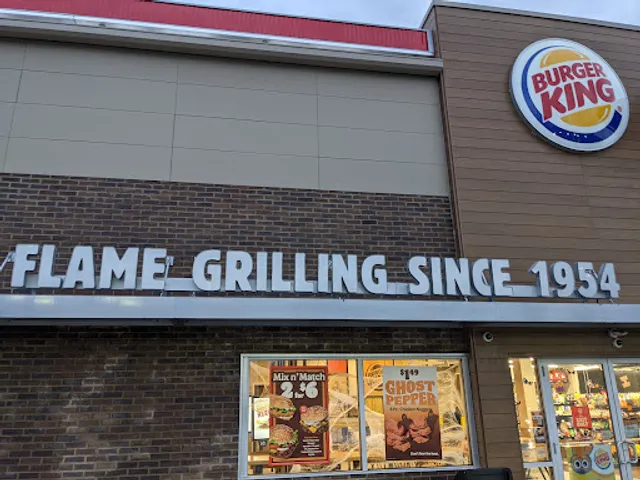 BURGER
KING
FLAME GRILLING SINCE 1954
Mix n' Match
2 for $6
$1.49
GHOST
PEPPER